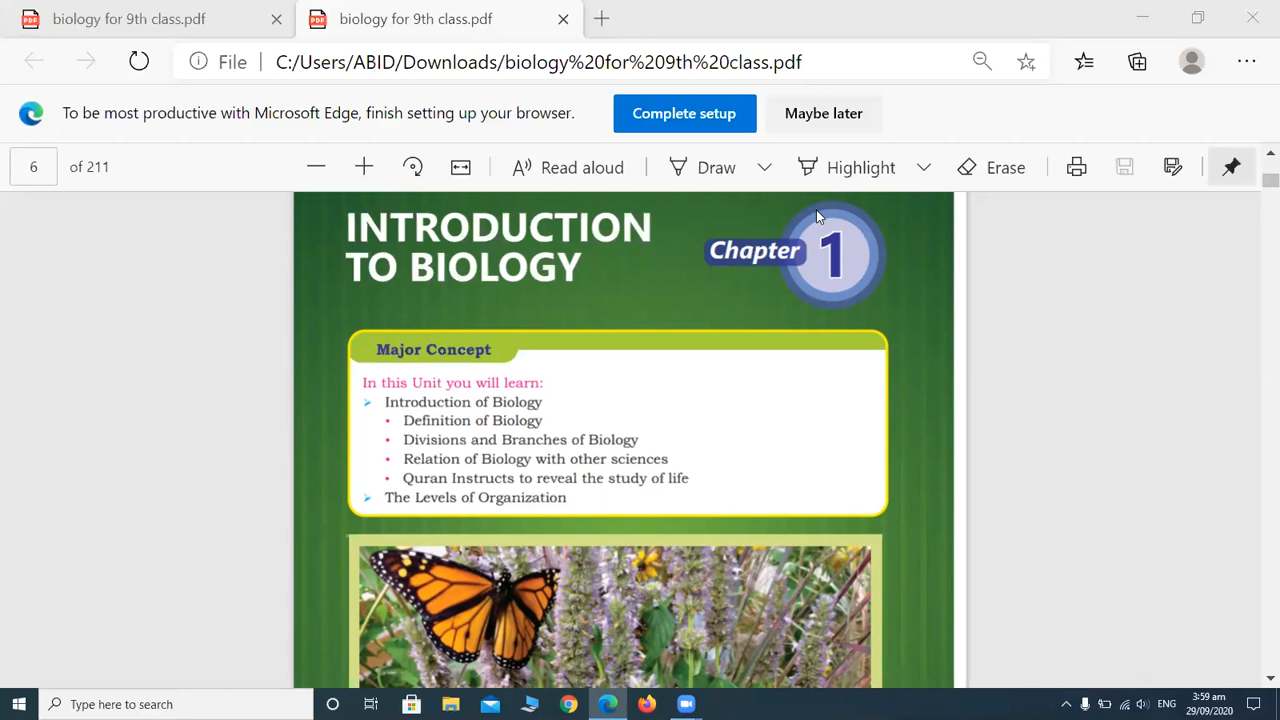 biology for 9th class.pdf
biology for 9th class.pdf
File
C:/Users/ABID/Downloads/biology%20for%209th%20class.pdf
To be most productive with Microsoft Edge, finish setting up your browser.
Complete setup
Maybe later
6 of 211
Read aloud
Draw
Highlight
Erase
INTRODUCTION
TO BIOLOGY
Chapter 1
Major Concept
In this Unit you will learn:
Introduction of Biology
Definition of Biology
Divisions and Branches of Biology
Relation of Biology with other sciences
Quran Instructs to reveal the study of life
The Levels of Organization
Type here to search
ENG
3:59 am
29/09/2020